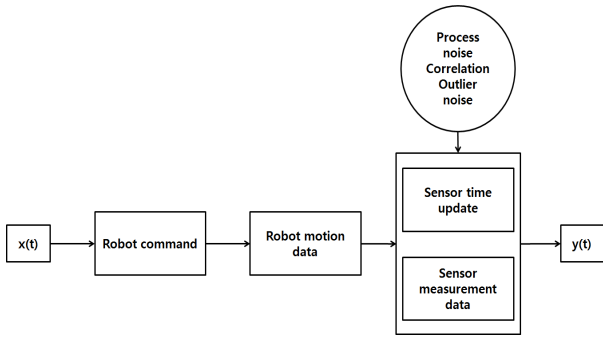 Process
noise
Correlation
Outlier
noise
Sensor time
update
x(t)
Robot command
Robot motion
data
y(t)
Sensor
measurement
data